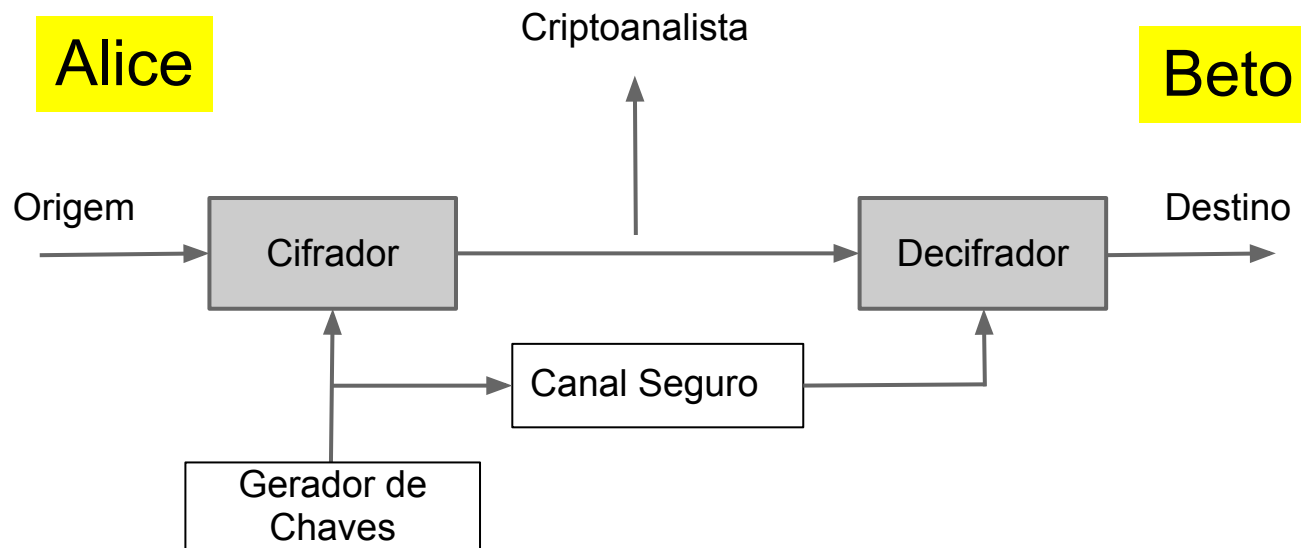 Criptoanalista
Alice
Beto
Origem
Destino
Cifrador
Decifrador
Canal Seguro
Gerador de
Chaves